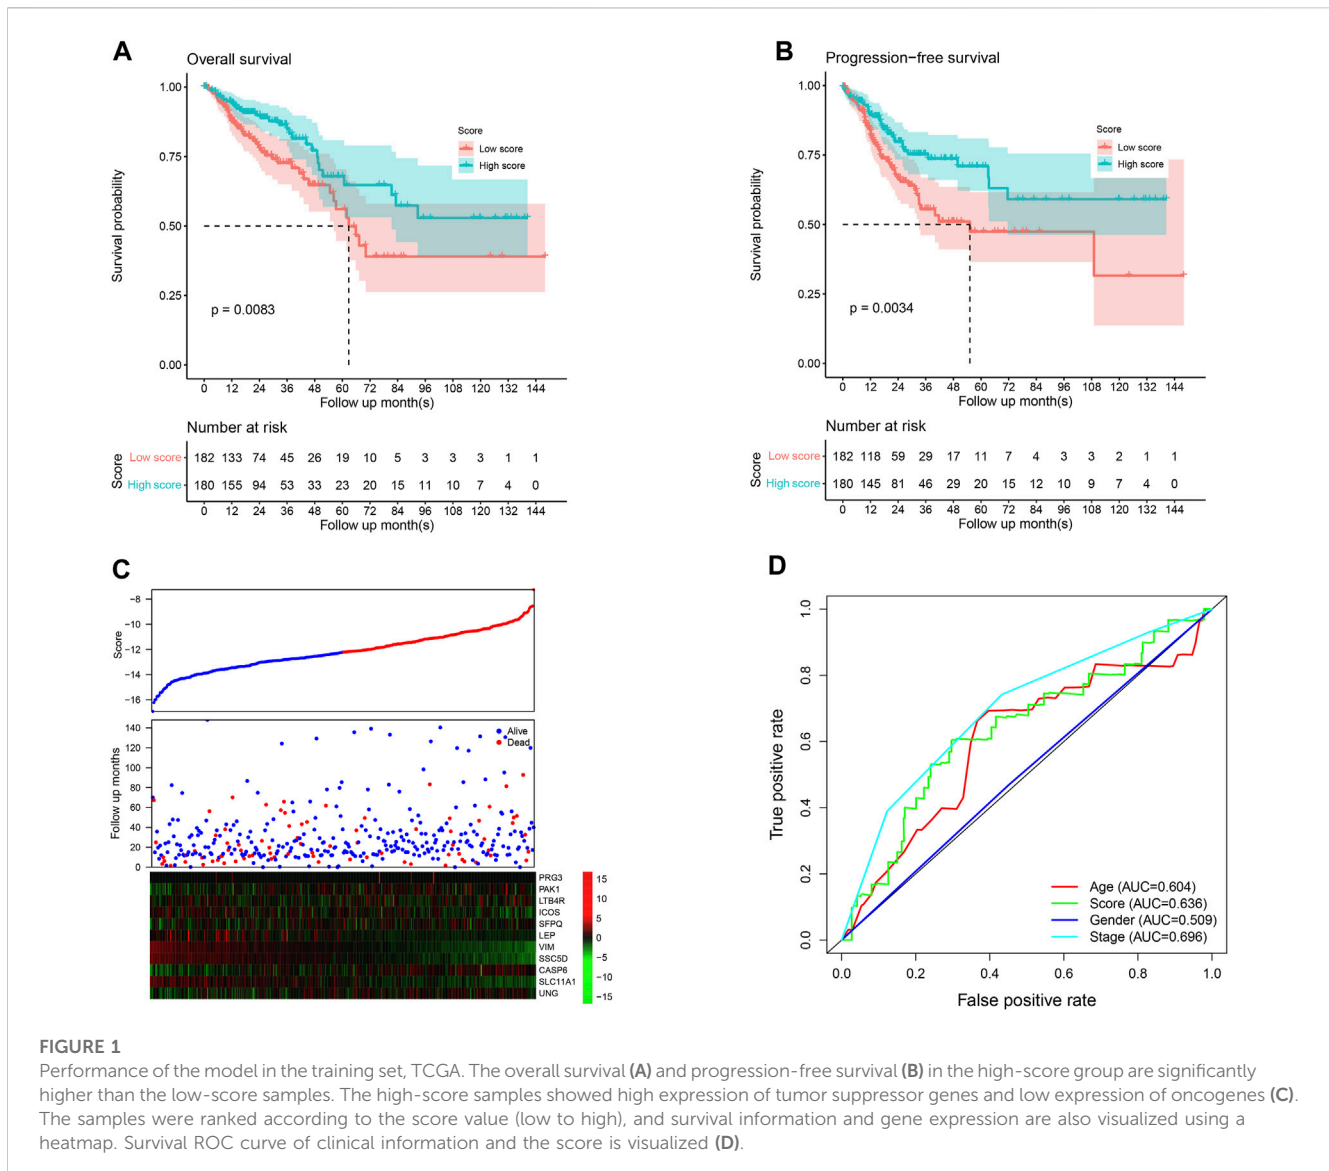 A
Overall survival
1.00
0.75
0.50
0.25
0.00
Survival probability
Score
Low score
High score
p = 0.0083
0 12 24 36 48 60 72 84 96 108 120 132 144
Follow up month(s)
Number at risk
Score
Low score 182 133 74 45 26 19 10 5 3 3 3 1 1
High score 180 155 94 53 33 23 20 15 11 10 7 4 0
0 12 24 36 48 60 72 84 96 108 120 132 144
Follow up month(s)
B
Progression-free survival
1.00
0.75
0.50
0.25
0.00
Survival probability
Score
Low score
High score
p = 0.0034
0 12 24 36 48 60 72 84 96 108 120 132 144
Follow up month(s)
Number at risk
Score
Low score 182 118 59 29 17 11 7 4 3 3 2 1 1
High score 180 145 81 46 29 20 15 12 10 9 7 4 0
0 12 24 36 48 60 72 84 96 108 120 132 144
Follow up month(s)
C
Score
−8
−10
−12
−14
−16
Follow up months
140
120
100
80
60
40
20
0
Alive
Dead
PRG3
PAK1
LTB4R
ICOS
SFPQ
LEP
VIM
SSC5D
CASP6
SLC11A1
UNG
15
10
5
0
−5
−10
−15
D
True positive rate
1.0
0.8
0.6
0.4
0.2
0.0
0.0 0.2 0.4 0.6 0.8 1.0
False positive rate
Age (AUC=0.604)
Score (AUC=0.636)
Gender (AUC=0.509)
Stage (AUC=0.696)
FIGURE 1
Performance of the model in the training set, TCGA. The overall survival (A) and progression-free survival (B) in the high-score group are significantly
higher than the low-score samples. The high-score samples showed high expression of tumor suppressor genes and low expression of oncogenes (C).
The samples were ranked according to the score value (low to high), and survival information and gene expression are also visualized using a
heatmap. Survival ROC curve of clinical information and the score is visualized (D).